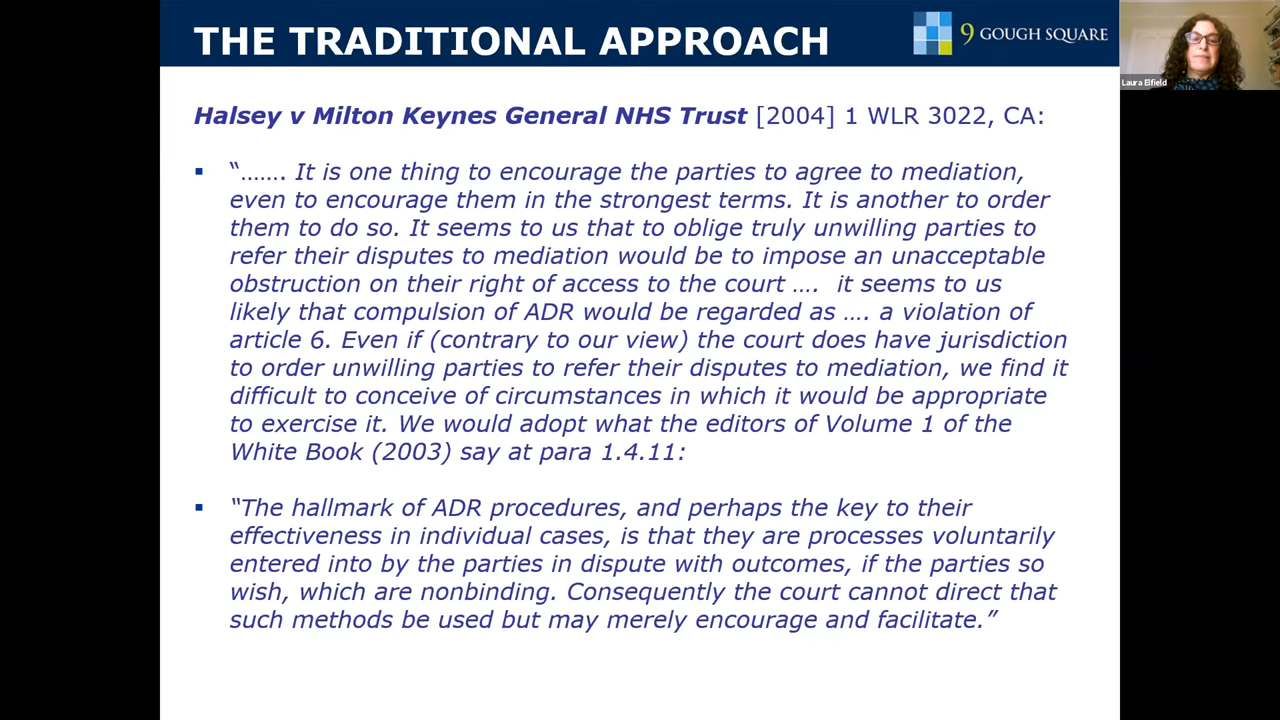 THE TRADITIONAL APPROACH
9 GOUGH SQUARE
Laura Elfield
Halsey v Milton Keynes General NHS Trust [2004] 1 WLR 3022, CA:
▪ “……. It is one thing to encourage the parties to agree to mediation,
even to encourage them in the strongest terms. It is another to order
them to do so. It seems to us that to oblige truly unwilling parties to
refer their disputes to mediation would be to impose an unacceptable
obstruction on their right of access to the court …. it seems to us
likely that compulsion of ADR would be regarded as …. a violation of
article 6. Even if (contrary to our view) the court does have jurisdiction
to order unwilling parties to refer their disputes to mediation, we find it
difficult to conceive of circumstances in which it would be appropriate
to exercise it. We would adopt what the editors of Volume 1 of the
White Book (2003) say at para 1.4.11:
▪ “The hallmark of ADR procedures, and perhaps the key to their
effectiveness in individual cases, is that they are processes voluntarily
entered into by the parties in dispute with outcomes, if the parties so
wish, which are nonbinding. Consequently the court cannot direct that
such methods be used but may merely encourage and facilitate.”